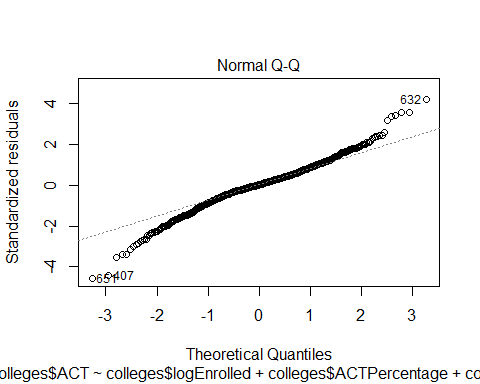 Normal Q-Q
Standardized residuals
4
2
0
-2
-4
632
651
407
-3 -2 -1 0 1 2 3
Theoretical Quantiles
olleges$ACT ~ colleges$logEnrolled + colleges$ACTPercentage + co